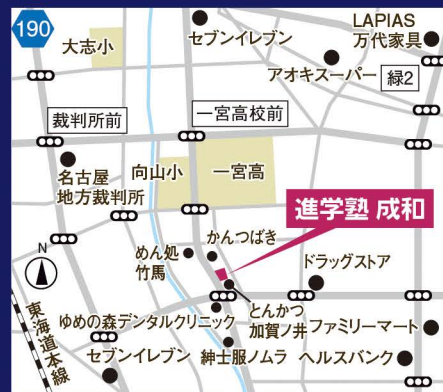 190
大志小
セブンイレブン
LAPIAS
万代家具
アオキスーパー
緑2
裁判所前
一宮高校前
名古屋
地方裁判所
向山小
一宮高
進学塾 成和
かんつばき
めん処
竹馬
ドラッグストア
N
東海道本線
とんかつ
加賀ノ井
ゆめの森デンタルクリニック
ファミリーマート
セブンイレブン
紳士服ノムラ
ヘルスバンク